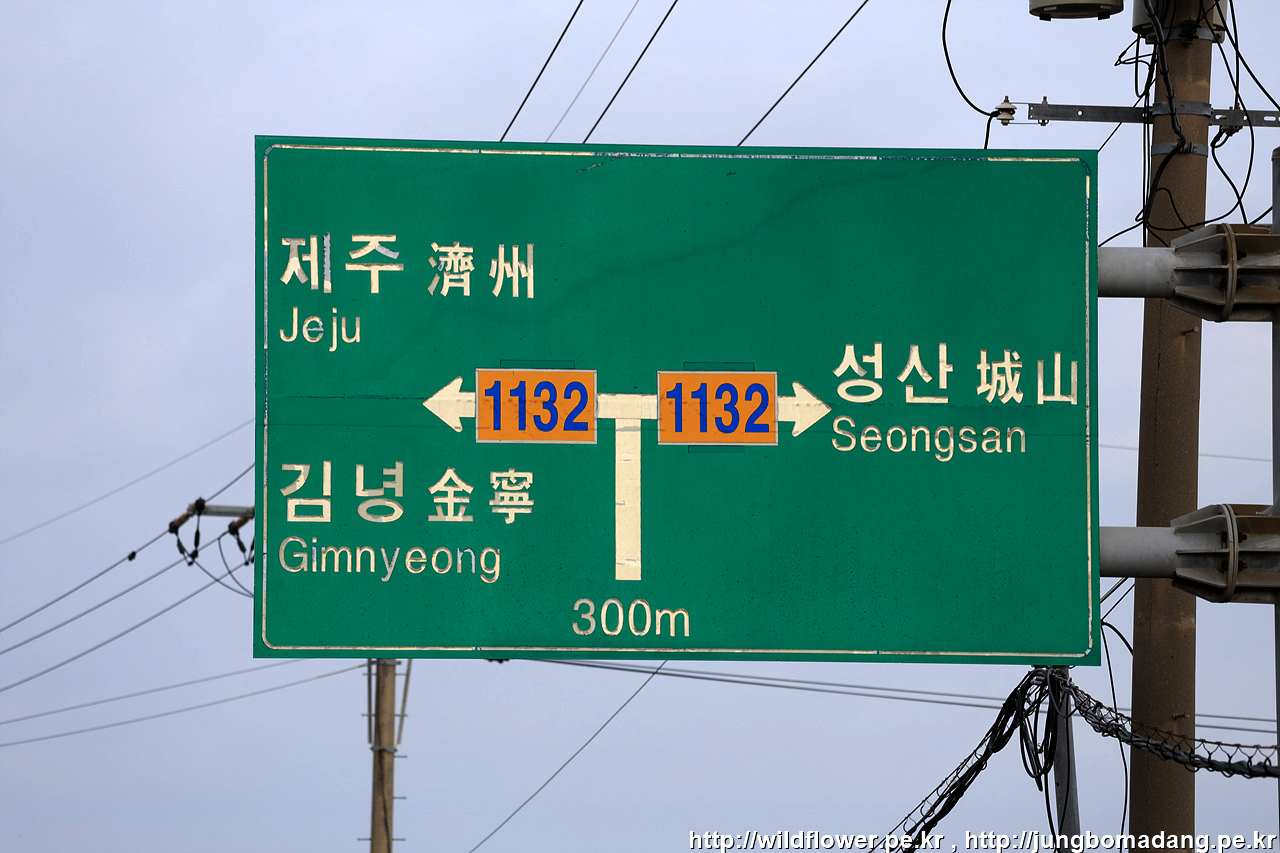 제주 濟州
Jeju
1132 1132
성산 城山
Seongsan
김녕 金寧
Gimnyeong
300m
http://wildflower.pe.kr , http://jungbomadang.pe.kr